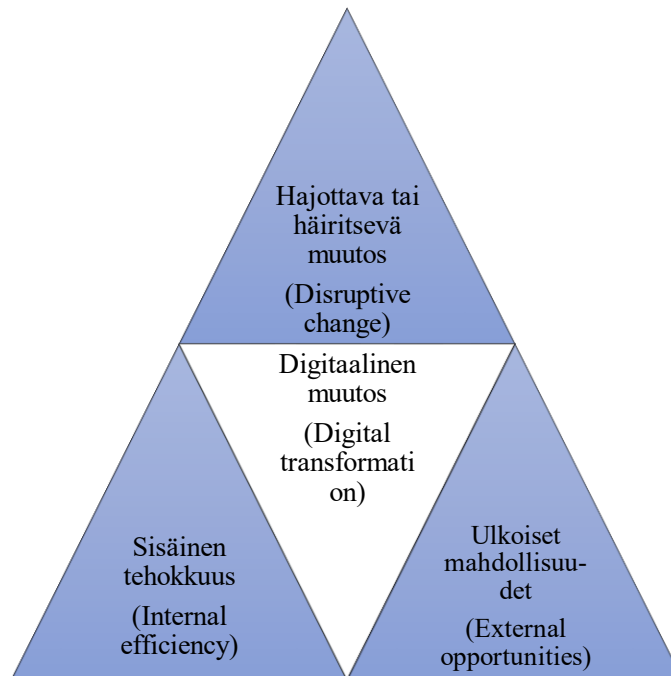 Hajottava tai
häiritsevä
muutos
(Disruptive
change)
Digitaalinen
muutos
(Digital
transformati
on)
Sisäinen
tehokkuus
(Internal
efficiency)
Ulkoiset
mahdollisuu-
det
(External
opportunities)